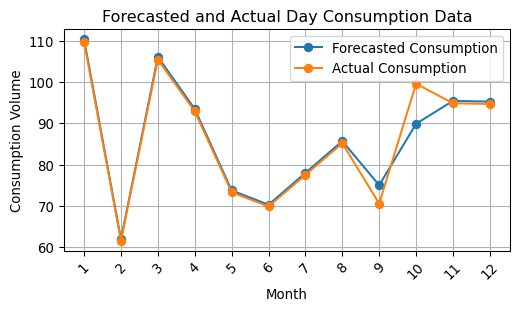 Forecasted and Actual Day Consumption Data
Forecasted Consumption
Actual Consumption
Consumption Volume
110
100
90
80
70
60
1 2 3 4 5 6 7 8 9 10 11 12
Month